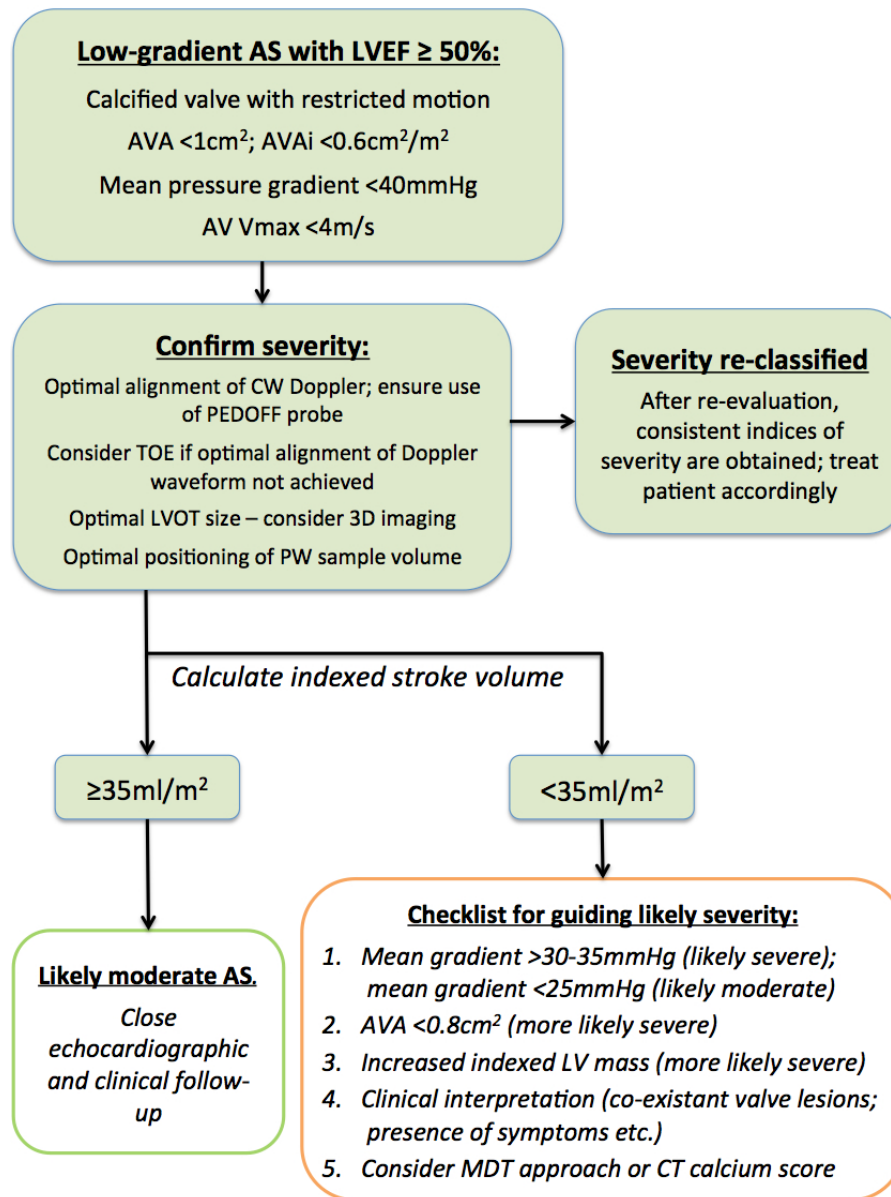 Low-gradient AS with LVEF ≥ 50%:
Calcified valve with restricted motion
AVA <1cm²; AVAi <0.6cm²/m²
Mean pressure gradient <40mmHg
AV Vmax <4m/s
Confirm severity:
Optimal alignment of CW Doppler; ensure use
of PEDOFF probe
Consider TOE if optimal alignment of Doppler
waveform not achieved
Optimal LVOT size – consider 3D imaging
Optimal positioning of PW sample volume
Severity re-classified
After re-evaluation,
consistent indices of
severity are obtained; treat
patient accordingly
Calculate indexed stroke volume
≥35ml/m²
<35ml/m²
Likely moderate AS.
Close
echocardiographic
and clinical follow-
up
Checklist for guiding likely severity:
1. Mean gradient >30-35mmHg (likely severe);
mean gradient <25mmHg (likely moderate)
2. AVA <0.8cm² (more likely severe)
3. Increased indexed LV mass (more likely severe)
4. Clinical interpretation (co-existant valve lesions;
presence of symptoms etc.)
5. Consider MDT approach or CT calcium score